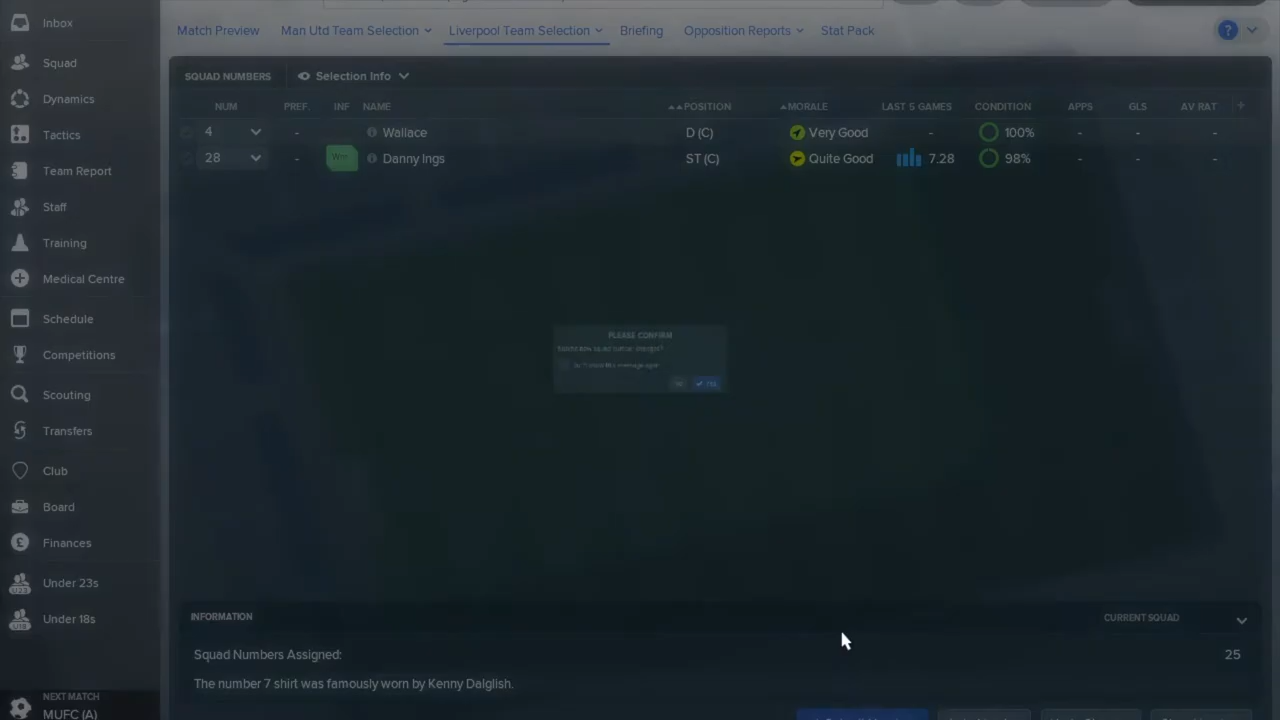 Inbox
Squad
Dynamics
Tactics
Team Report
Staff
Training
Medical Centre
Schedule
Competitions
Scouting
Transfers
Club
Board
Finances
Under 23s
Under 18s
NEXT MATCH
MUFC (A)
Match Preview Man Utd Team Selection Liverpool Team Selection Briefing Opposition Reports Stat Pack
?
SQUAD NUMBERS Selection Info
NUM PREF. INF NAME POSITION MORALE LAST 5 GAMES CONDITION APPS GLS AV RAT +
4 - Wallace D (C) Very Good - 100% - - -
28 - Wnt Danny Ings ST (C) Quite Good 7.28 98% - - -
PLEASE CONFIRM
INFORMATION CURRENT SQUAD
Squad Numbers Assigned: 25
The number 7 shirt was famously worn by Kenny Dalglish.